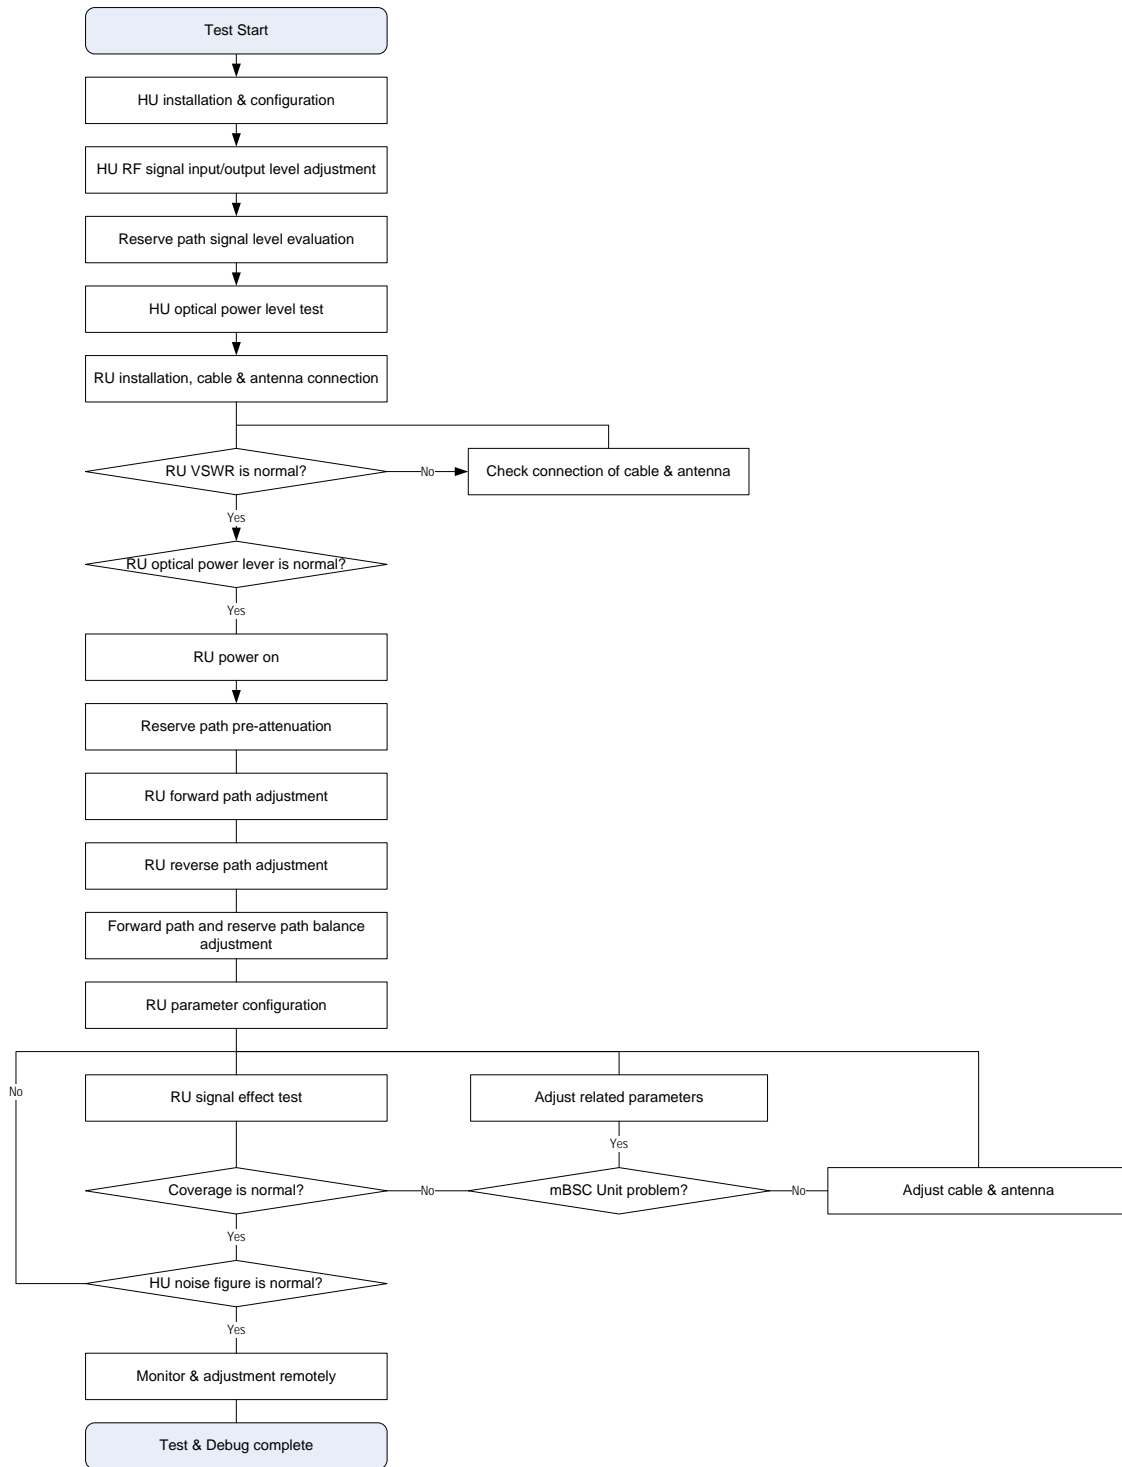 Test Start
HU installation & configuration
HU RF signal input/output level adjustment
Reserve path signal level evaluation
HU optical power level test
RU installation, cable & antenna connection
RU VSWR is normal?
No
Check connection of cable & antenna
Yes
RU optical power lever is normal?
Yes
RU power on
Reserve path pre-attenuation
RU forward path adjustment
RU reverse path adjustment
Forward path and reserve path balance
adjustment
RU parameter configuration
No
RU signal effect test
Adjust related parameters
Yes
Coverage is normal?
No
mBSC Unit problem?
No
Adjust cable & antenna
Yes
HU noise figure is normal?
Yes
Monitor & adjustment remotely
Test & Debug complete